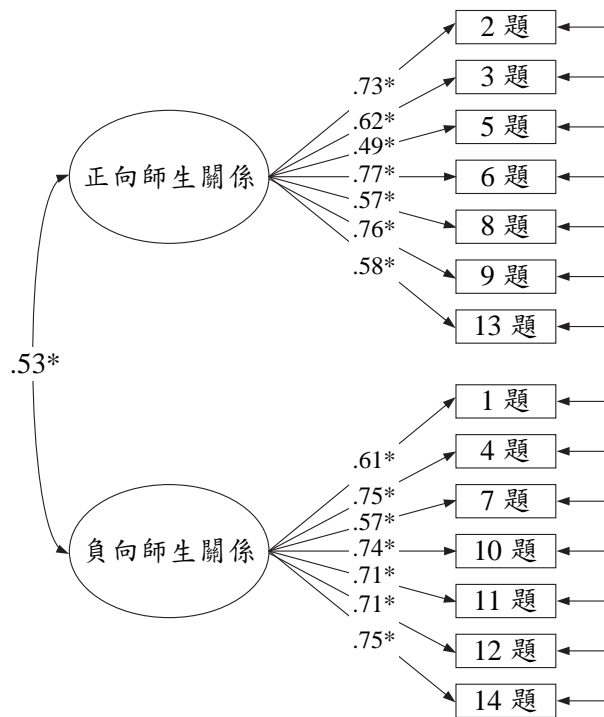 2 題
.73*
3 題
.62*
5 題
.49*
正向師生關係
.77*
6 題
.57*
8 題
.76*
9 題
.58*
13 題
.53*
1 題
.61*
4 題
.75*
7 題
.57*
負向師生關係
.74*
10 題
.71*
11 題
.71*
12 題
.75*
14 題